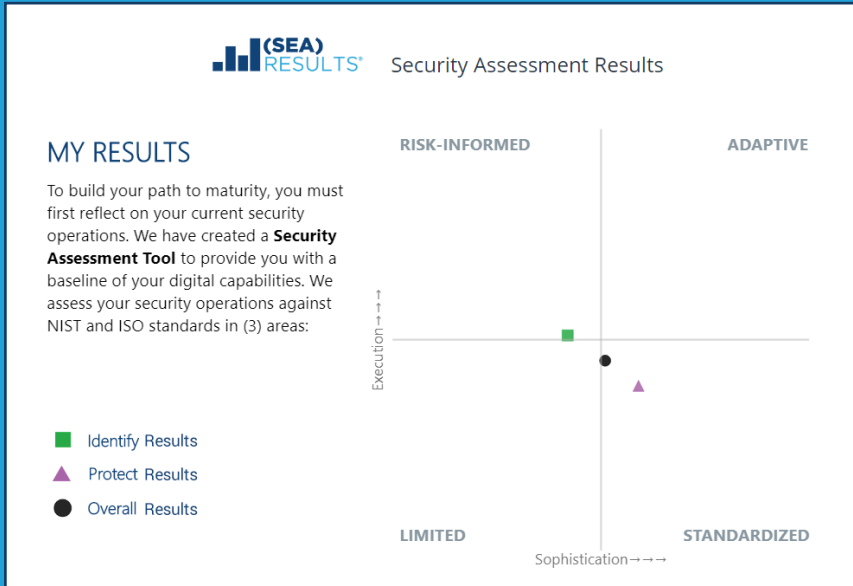 (SEA)
RESULTS®
Security Assessment Results
MY RESULTS
To build your path to maturity, you must
first reflect on your current security
operations. We have created a Security
Assessment Tool to provide you with a
baseline of your digital capabilities. We
assess your security operations against
NIST and ISO standards in (3) areas:
Identify Results
Protect Results
Overall Results
RISK-INFORMED
ADAPTIVE
Execution→→→
LIMITED
STANDARDIZED
Sophistication→→→